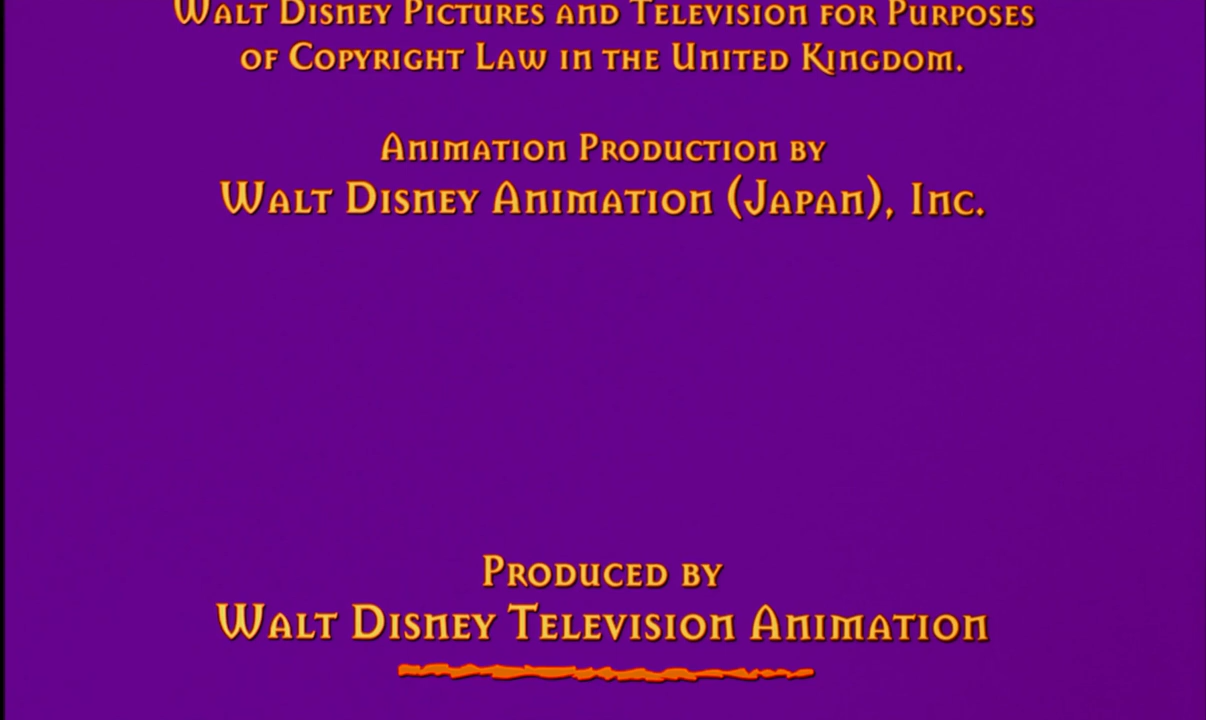 Walt Disney Pictures and Television for Purposes
of Copyright Law in the United Kingdom.
Animation Production by
Walt Disney Animation (Japan), Inc.
Produced by
Walt Disney Television Animation